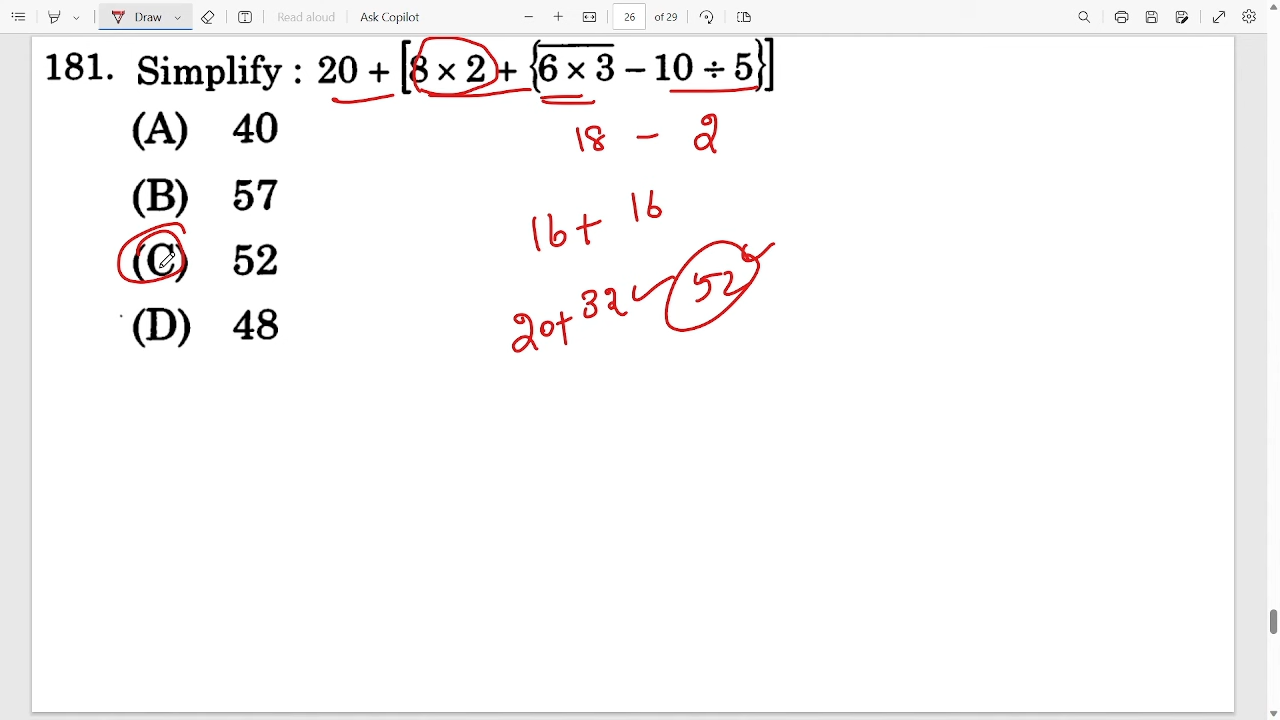 Draw Read aloud Ask Copilot 26 of 29
181. Simplify : 20 + [8 × 2 + {6 × 3 − 10 ÷ 5}]
(A) 40
18 − 2
(B) 57
16 + 16
(C) 52
20+ 32 52
(D) 48